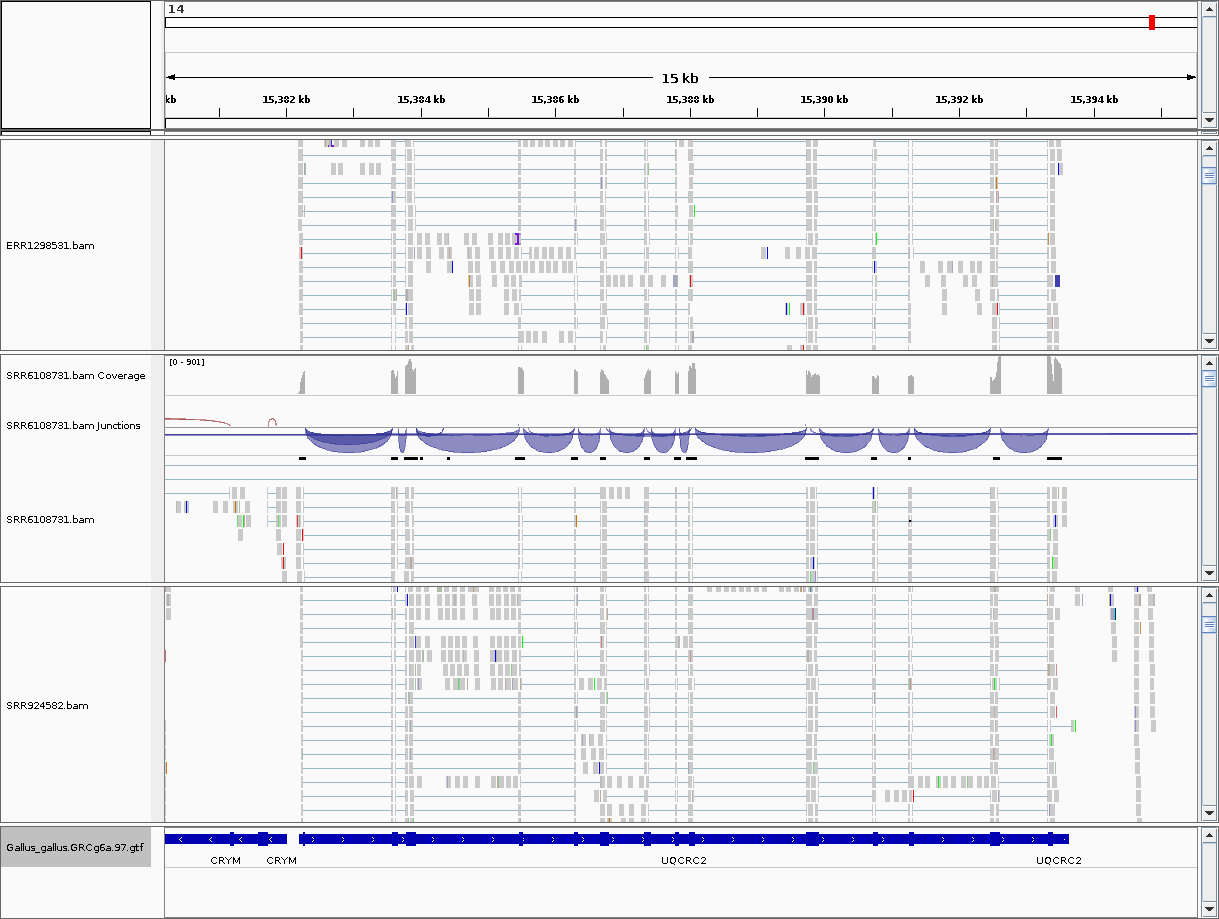 14
15 kb
kb 15,382 kb 15,384 kb 15,386 kb 15,388 kb 15,390 kb 15,392 kb 15,394 kb
ERR1298531.bam
[0 - 901]
SRR6108731.bam Coverage
SRR6108731.bam Junctions
SRR6108731.bam
SRR924582.bam
Gallus_gallus.GRCg6a.97.gtf
CRYM CRYM UQCRC2 UQCRC2